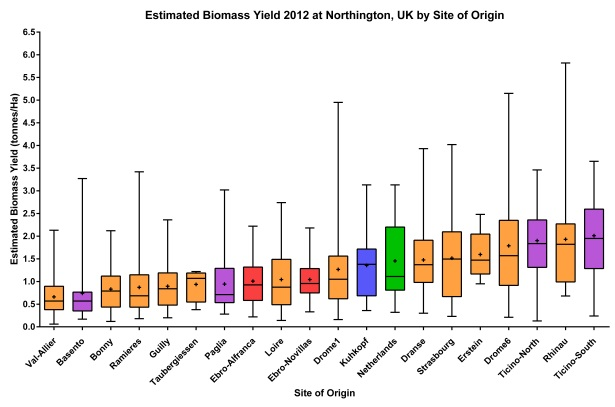 Estimated Biomass Yield 2012 at Northington, UK by Site of Origin
Estimated Biomass Yield (tonnes/Ha)
6.5
6.0
5.5
5.0
4.5
4.0
3.5
3.0
2.5
2.0
1.5
1.0
0.5
0.0
Val-Allier
Basento
Bonny
Ramieres
Guilly
Taubergiessen
Paglia
Ebro-Alfranca
Loire
Ebro-Novillas
Drome1
Kuhkopf
Netherlands
Dranse
Strasbourg
Erstein
Drome6
Ticino-North
Rhinau
Ticino-South
Site of Origin